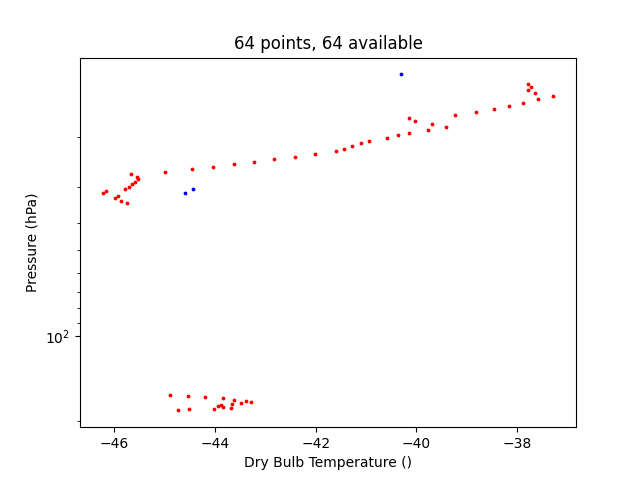 64 points, 64 available
Pressure (hPa)
10²
−46 −44 −42 −40 −38
Dry Bulb Temperature ()